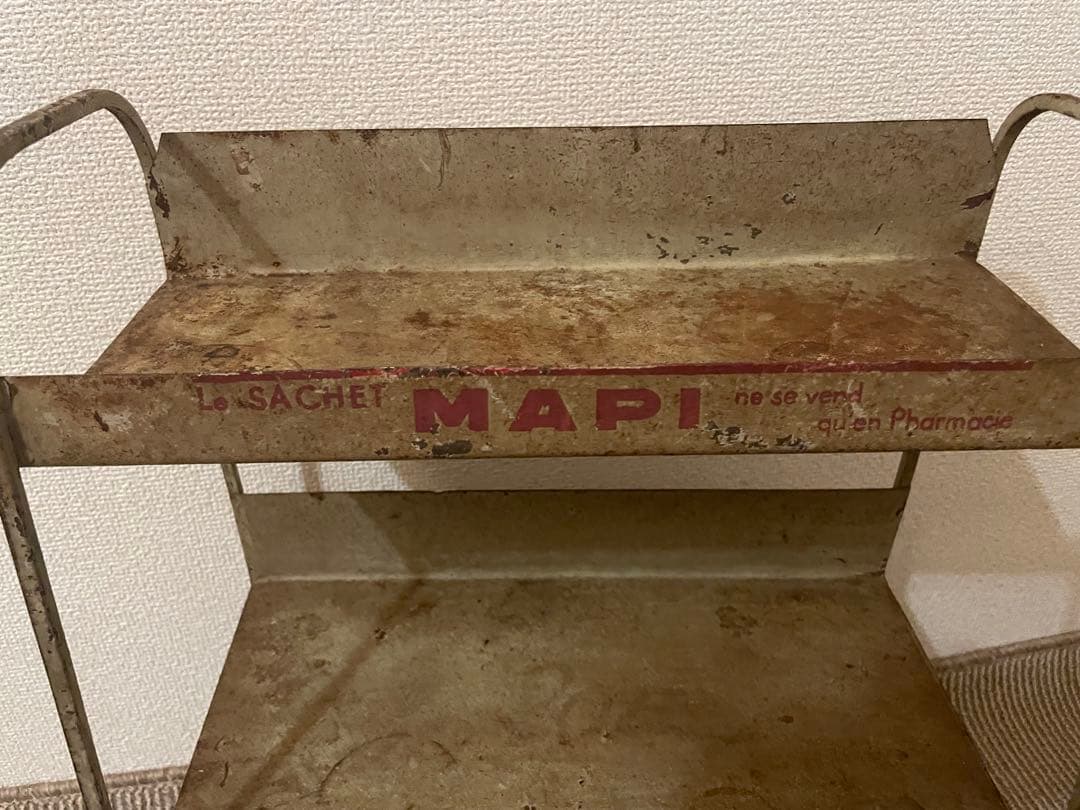 Le SACHET MAPI ne se vend
qu'en Pharmacie